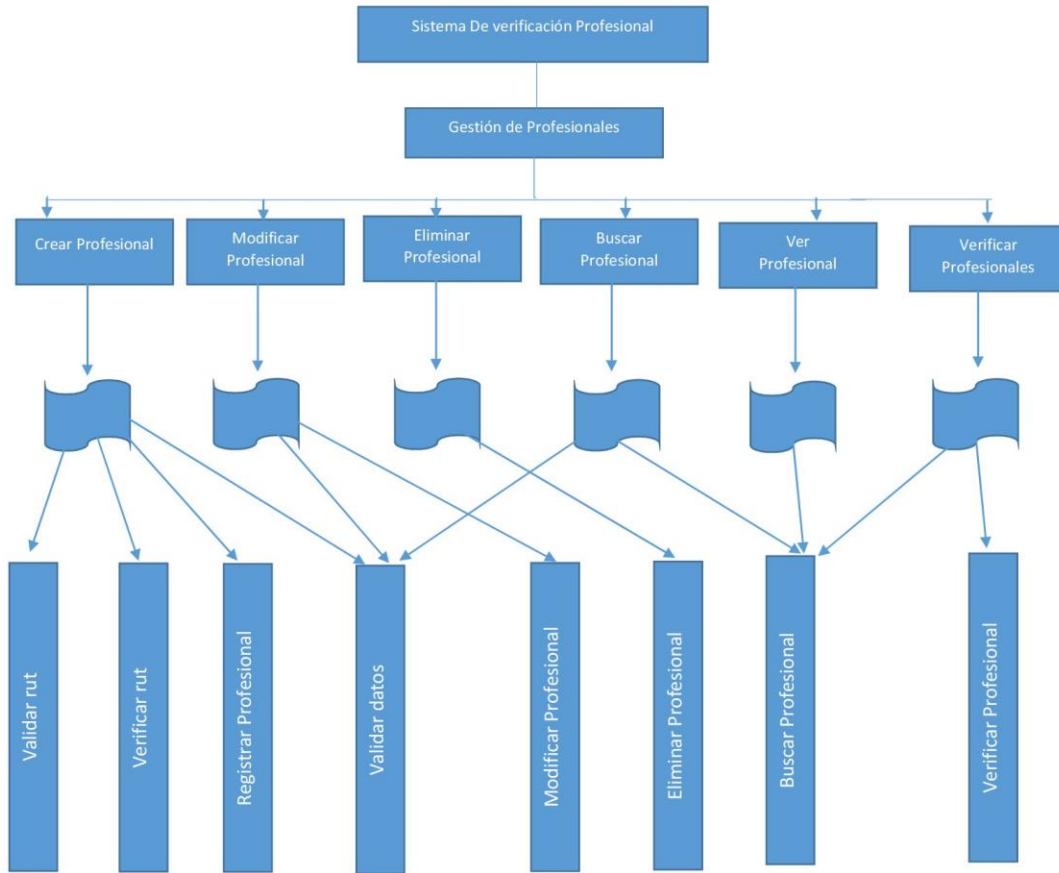 Sistema De verificación Profesional
Gestión de Profesionales
Crear Profesional
Modificar
Profesional
Eliminar
Profesional
Buscar
Profesional
Ver
Profesional
Verificar
Profesionales
Validar rut
Verificar rut
Registrar Profesional
Validar datos
Modificar Profesional
Eliminar Profesional
Buscar Profesional
Verificar Profesional